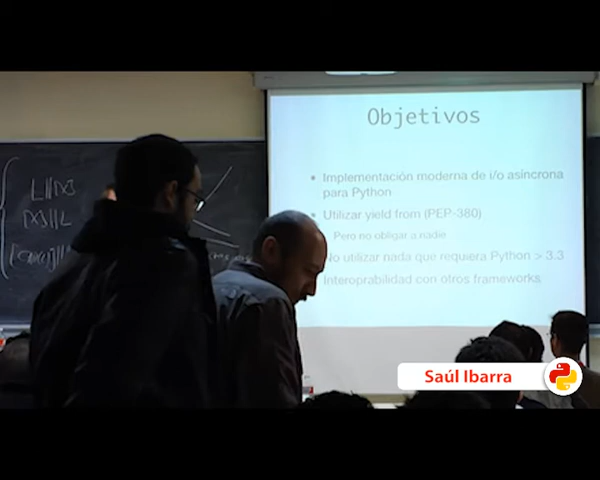 Objetivos
Implementación moderna de i/o asíncrona
para Python
Utilizar yield from (PEP-380)
Pero no obligar a nadie
No utilizar nada que requiera Python > 3.3
Interoprabilidad con otros frameworks
Saúl Ibarra